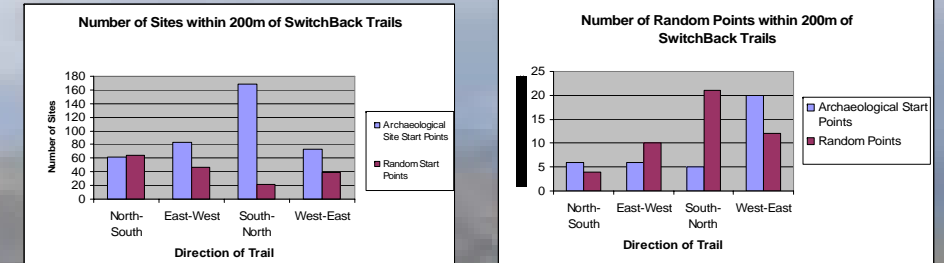 Number of Sites within 200m of SwitchBack Trails
Number of Sites
180
160
140
120
100
80
60
40
20
0
North-
South
East-West
South-
North
West-East
Direction of Trail
Archaeological
Site Start Points
Random Start
Points
Number of Random Points within 200m of
SwitchBack Trails
25
20
15
10
5
0
North-
South
East-West
South-
North
West-East
Direction of Trail
Archaeological Start
Points
Random Points